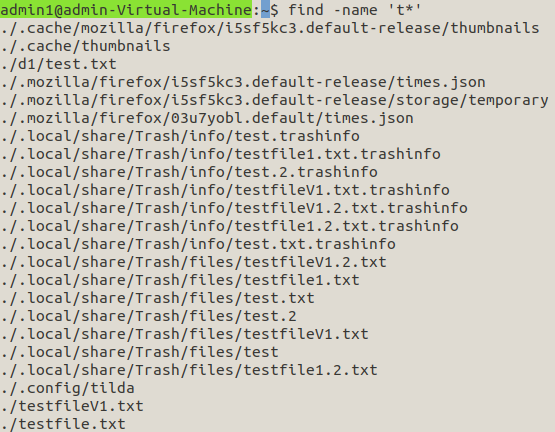 admin1@admin-Virtual-Machine:~$ find -name 't*'
./.cache/mozilla/firefox/i5sf5kc3.default-release/thumbnails
./.cache/thumbnails
./d1/test.txt
./.mozilla/firefox/i5sf5kc3.default-release/times.json
./.mozilla/firefox/i5sf5kc3.default-release/storage/temporary
./.mozilla/firefox/03u7yobl.default/times.json
./.local/share/Trash/info/test.trashinfo
./.local/share/Trash/info/testfile1.txt.trashinfo
./.local/share/Trash/info/test.2.trashinfo
./.local/share/Trash/info/testfileV1.txt.trashinfo
./.local/share/Trash/info/testfileV1.2.txt.trashinfo
./.local/share/Trash/info/testfile1.2.txt.trashinfo
./.local/share/Trash/info/test.txt.trashinfo
./.local/share/Trash/files/testfileV1.2.txt
./.local/share/Trash/files/testfile1.txt
./.local/share/Trash/files/test.txt
./.local/share/Trash/files/test.2
./.local/share/Trash/files/testfileV1.txt
./.local/share/Trash/files/test
./.local/share/Trash/files/testfile1.2.txt
./.config/tilda
./testfileV1.txt
./testfile.txt